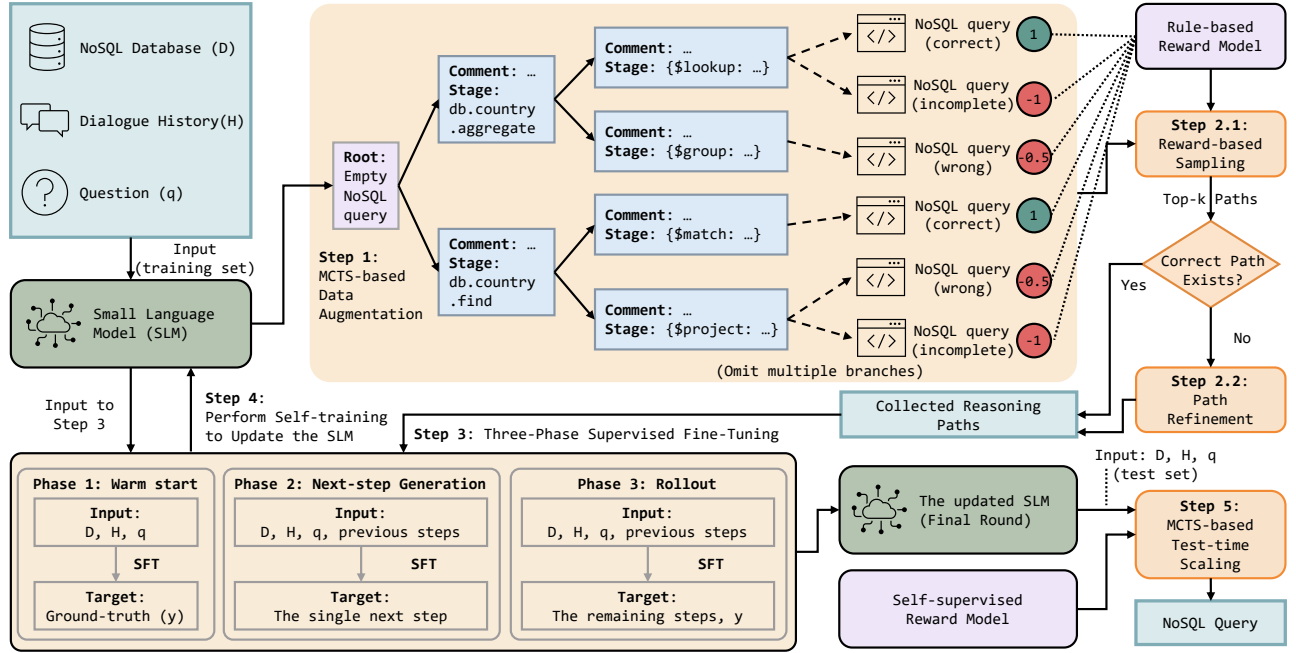 NoSQL Database (D)
Dialogue History(H)
Question (q)
Input
(training set)
Small Language
Model (SLM)
Root:
Empty
NoSQL
query
Step 1:
MCTS-based
Data
Augmentation
Comment: …
Stage:
db.country
.aggregate
Comment: …
Stage:
db.country
.find
Comment: …
Stage: {$lookup: …}
Comment: …
Stage: {$group: …}
Comment: …
Stage: {$match: …}
Comment: …
Stage: {$project: …}
</>
NoSQL query
(correct)
1
</>
NoSQL query
(incomplete)
-1
</>
NoSQL query
(wrong)
-0.5
</>
NoSQL query
(correct)
1
</>
NoSQL query
(wrong)
-0.5
</>
NoSQL query
(incomplete)
-1
(Omit multiple branches)
Rule-based
Reward Model
Step 2.1:
Reward-based
Sampling
Top-k Paths
Correct Path
Exists?
Yes
No
Step 2.2:
Path
Refinement
Collected Reasoning
Paths
Input to
Step 3
Step 4:
Perform Self-training
to Update the SLM
Step 3: Three-Phase Supervised Fine-Tuning
Phase 1: Warm start
Input:
D, H, q
SFT
Target:
Ground-truth (y)
Phase 2: Next-step Generation
Input:
D, H, q, previous steps
SFT
Target:
The single next step
Phase 3: Rollout
Input:
D, H, q, previous steps
SFT
Target:
The remaining steps, y
The updated SLM
(Final Round)
Self-supervised
Reward Model
Input: D, H, q
(test set)
Step 5:
MCTS-based
Test-time
Scaling
NoSQL Query